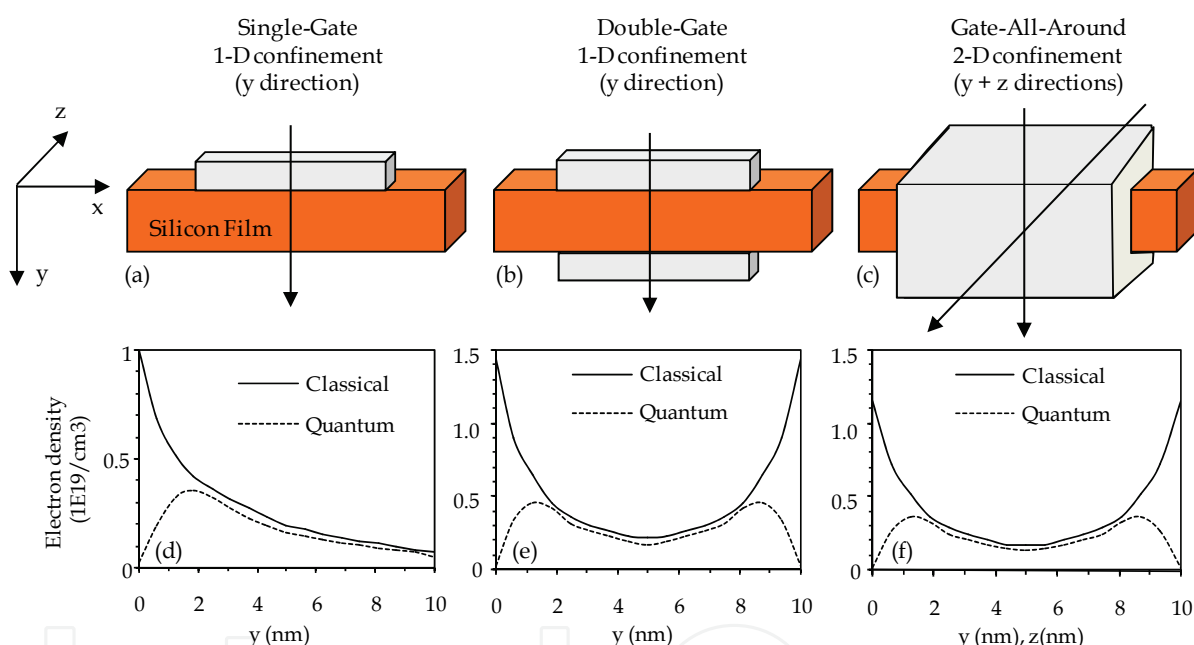 Single-Gate
1-D confinement
(y direction)
Double-Gate
1-D confinement
(y direction)
Gate-All-Around
2-D confinement
(y + z directions)
z
x
y
Silicon Film
(a)
(b)
(c)
Electron density
(1E19/cm3)
1
0.5
0
Classical
Quantum
(d)
0 2 4 6 8 10
y (nm)
1.5
1.0
0.5
0
Classical
Quantum
(e)
0 2 4 6 8 10
y (nm)
1.5
1.0
0.5
0
Classical
Quantum
(f)
0 2 4 6 8 10
y (nm), z(nm)